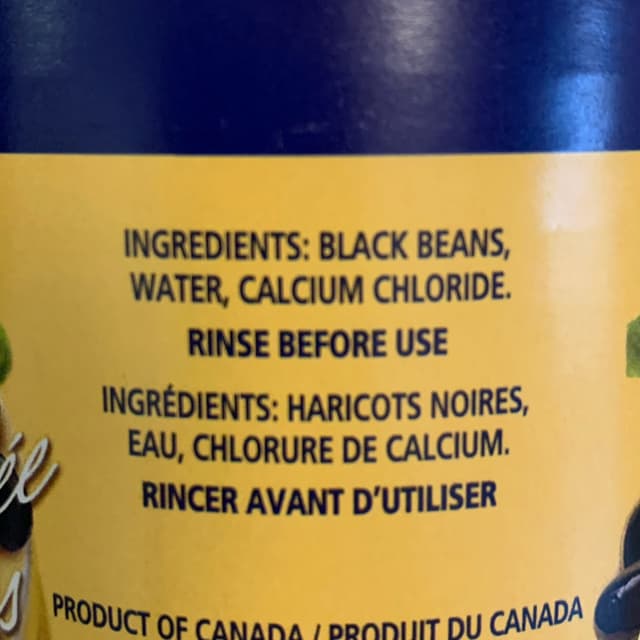 INGREDIENTS: BLACK BEANS,
WATER, CALCIUM CHLORIDE.
RINSE BEFORE USE
INGRÉDIENTS: HARICOTS NOIRES,
EAU, CHLORURE DE CALCIUM.
RINCER AVANT D'UTILISER
PRODUCT OF CANADA / PRODUIT DU CANADA